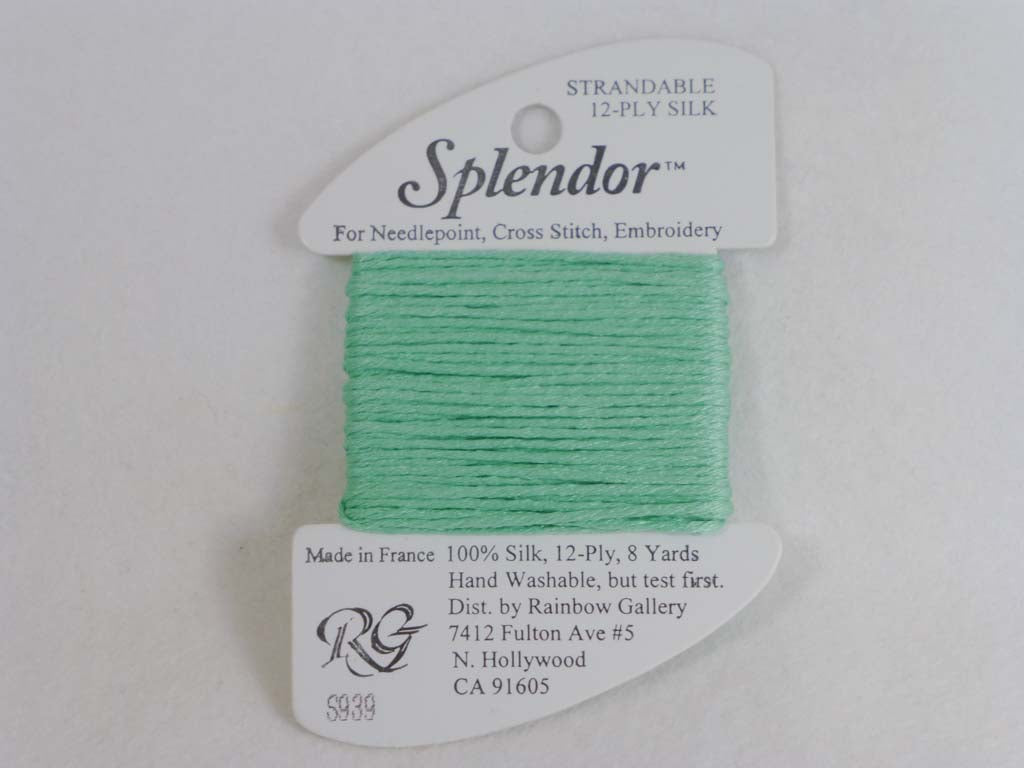 STRANDABLE
12-PLY SILK
Splendor™
For Needlepoint, Cross Stitch, Embroidery
Made in France
100% Silk, 12-Ply, 8 Yards
Hand Washable, but test first.
Dist. by Rainbow Gallery
7412 Fulton Ave #5
N. Hollywood
CA 91605
RG
S939